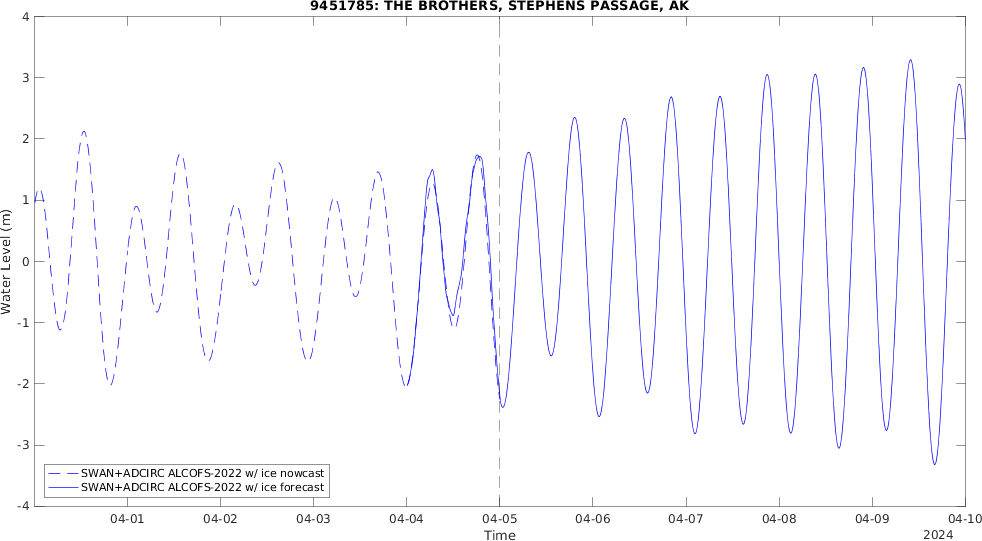 9451785: THE BROTHERS, STEPHENS PASSAGE, AK
Water Level (m)
4
3
2
1
0
-1
-2
-3
-4
SWAN+ADCIRC ALCOFS-2022 w/ ice nowcast
SWAN+ADCIRC ALCOFS-2022 w/ ice forecast
04-01 04-02 04-03 04-04 04-05 04-06 04-07 04-08 04-09 04-10
Time
2024